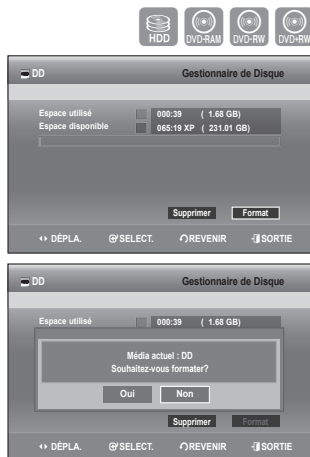 HDD DVD-RAM DVD-RW DVD+RW
DD Gestionnaire de Disque
Espace utilisé 000:39 ( 1.68 GB)
Espace disponible 065:19 XP ( 231.01 GB)
Supprimer Format
DÉPLA. SELECT. REVENIR SORTIE
DD Gestionnaire de Disque
Espace utilisé 000:39 ( 1.68 GB)
Média actuel : DD
Souhaitez-vous formater?
Oui Non
Supprimer Format
DÉPLA. SELECT. REVENIR SORTIE